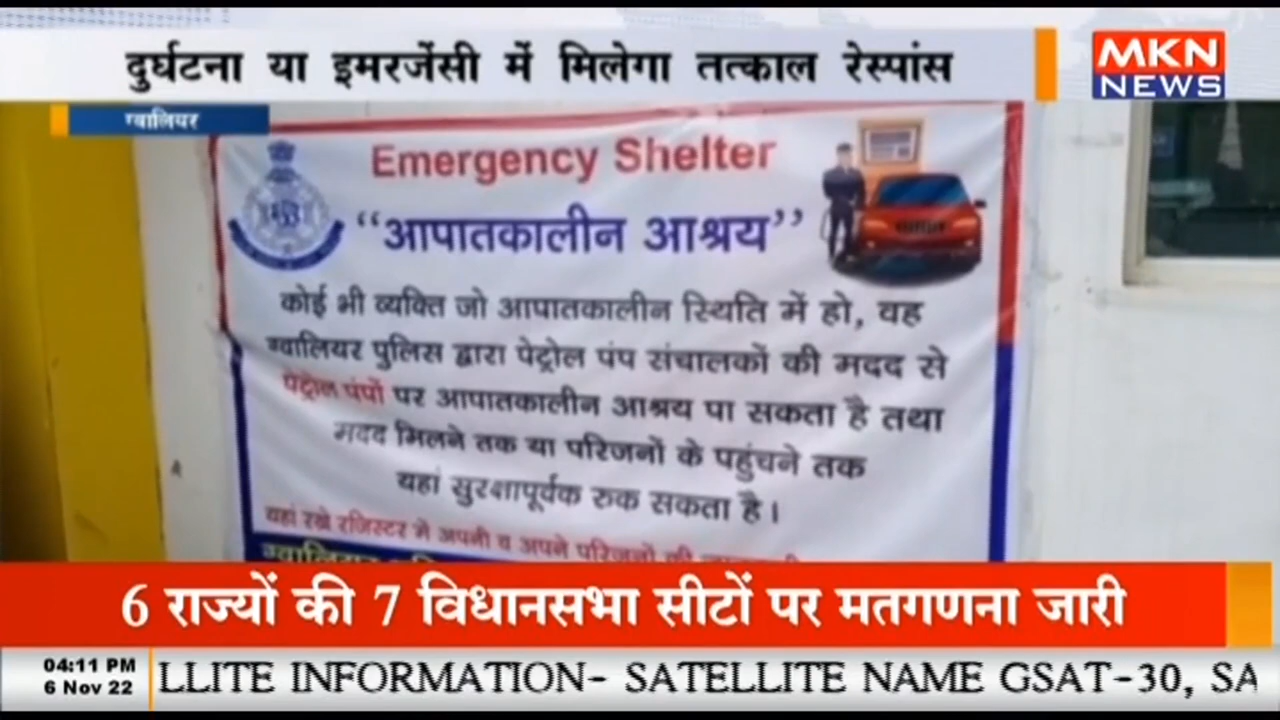 दुर्घटना या इमरजेंसी में मिलेगा तत्काल रेस्पांस
MKN
NEWS
ग्वालियर
Emergency Shelter
“आपातकालीन आश्रय”
कोई भी व्यक्ति जो आपातकालीन स्थिति में हो, वह
ग्वालियर पुलिस द्वारा पेट्रोल पंप संचालकों की मदद से
पेट्रोल पंपों पर आपातकालीन आश्रय पा सकता है तथा
मदद मिलने तक या परिजनों के पहुंचने तक
यहां सुरक्षापूर्वक रुक सकता है।
यहां रखे रजिस्टर में अपनी व अपने परिजनों की
ग्वालियर
6 राज्यों की 7 विधानसभा सीटों पर मतगणना जारी
04:11 PM
6 Nov 22
LLITE INFORMATION- SATELLITE NAME GSAT-30, SA